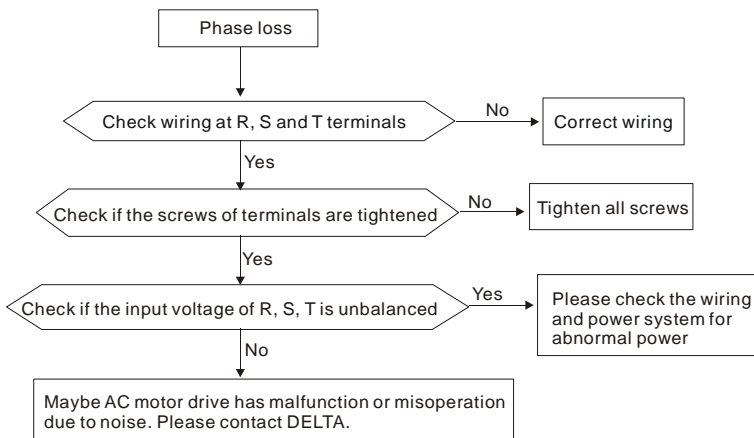 Phase loss
Check wiring at R, S and T terminals
No
Correct wiring
Yes
Check if the screws of terminals are tightened
No
Tighten all screws
Yes
Check if the input voltage of R, S, T is unbalanced
Yes
Please check the wiring
and power system for
abnormal power
No
Maybe AC motor drive has malfunction or misoperation
due to noise. Please contact DELTA.